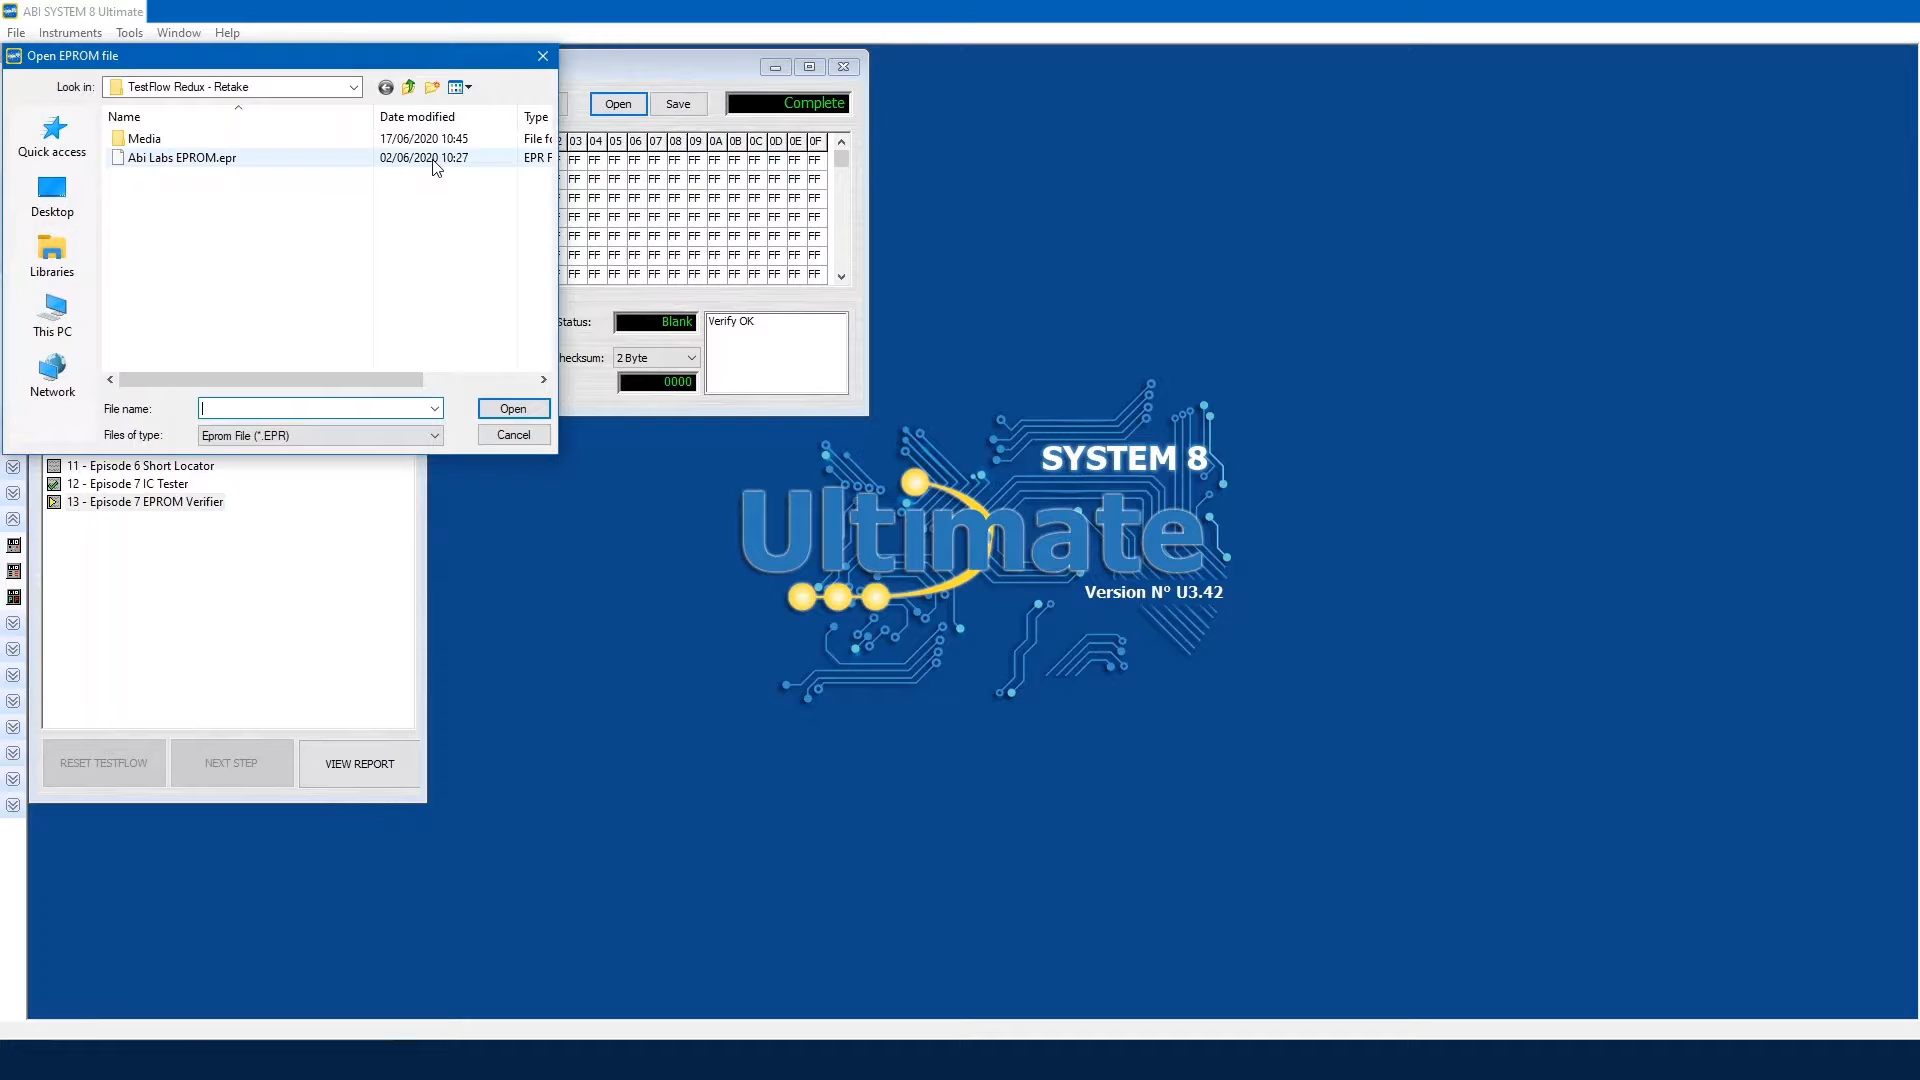 ABI SYSTEM 8 Ultimate
File Instruments Tools Window Help
Open EPROM file
Look in: TestFlow Redux - Retake
Name Date modified Type
Media 17/06/2020 10:45 File fo
Abi Labs EPROM.epr 02/06/2020 10:27 EPR F
Quick access
Desktop
Libraries
This PC
Network
File name: Open
Files of type: Eprom File (*.EPR) Cancel
Open Save Complete
03 04 05 06 07 08 09 0A 0B 0C 0D 0E 0F
FF FF FF FF FF FF FF FF FF FF FF FF FF
FF FF FF FF FF FF FF FF FF FF FF FF FF
FF FF FF FF FF FF FF FF FF FF FF FF FF
FF FF FF FF FF FF FF FF FF FF FF FF FF
FF FF FF FF FF FF FF FF FF FF FF FF FF
FF FF FF FF FF FF FF FF FF FF FF FF FF
FF FF FF FF FF FF FF FF FF FF FF FF FF
Status: Blank Verify OK
hecksum: 2 Byte
0000
11 - Episode 6 Short Locator
12 - Episode 7 IC Tester
13 - Episode 7 EPROM Verifier
RESET TESTFLOW NEXT STEP VIEW REPORT
SYSTEM 8
Ultimate
Version N° U3.42